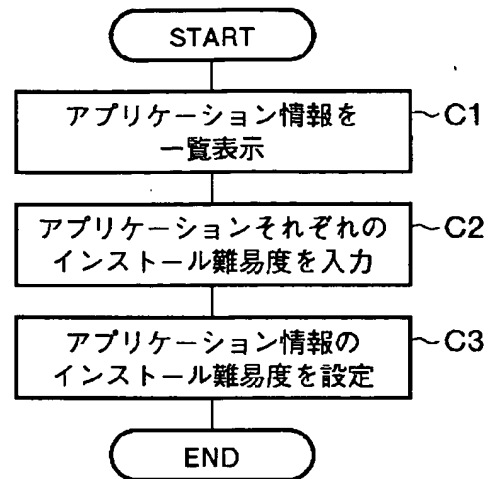 START
アプリケーション情報を
一覧表示
~C1
アプリケーションそれぞれの
インストール難易度を入力
~C2
アプリケーション情報の
インストール難易度を設定
~C3
END